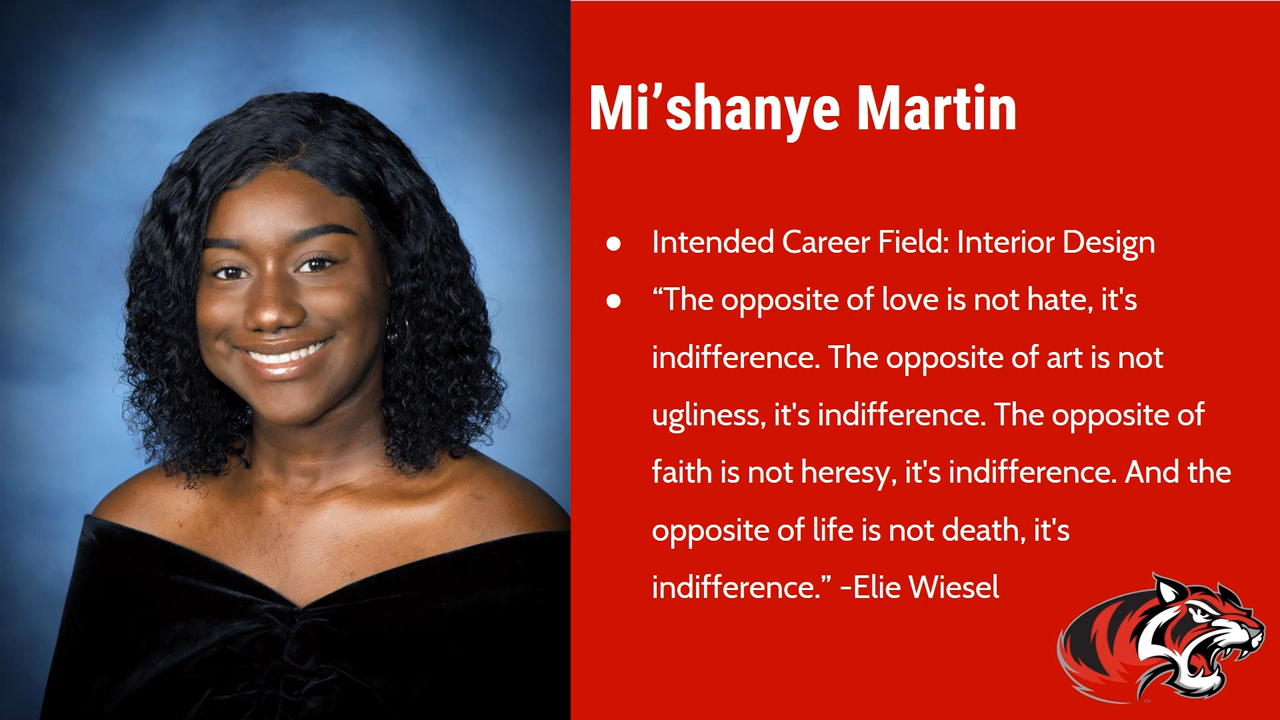 Mi’shanye Martin
● Intended Career Field: Interior Design
● “The opposite of love is not hate, it's
indifference. The opposite of art is not
ugliness, it's indifference. The opposite of
faith is not heresy, it's indifference. And the
opposite of life is not death, it's
indifference.” -Elie Wiesel